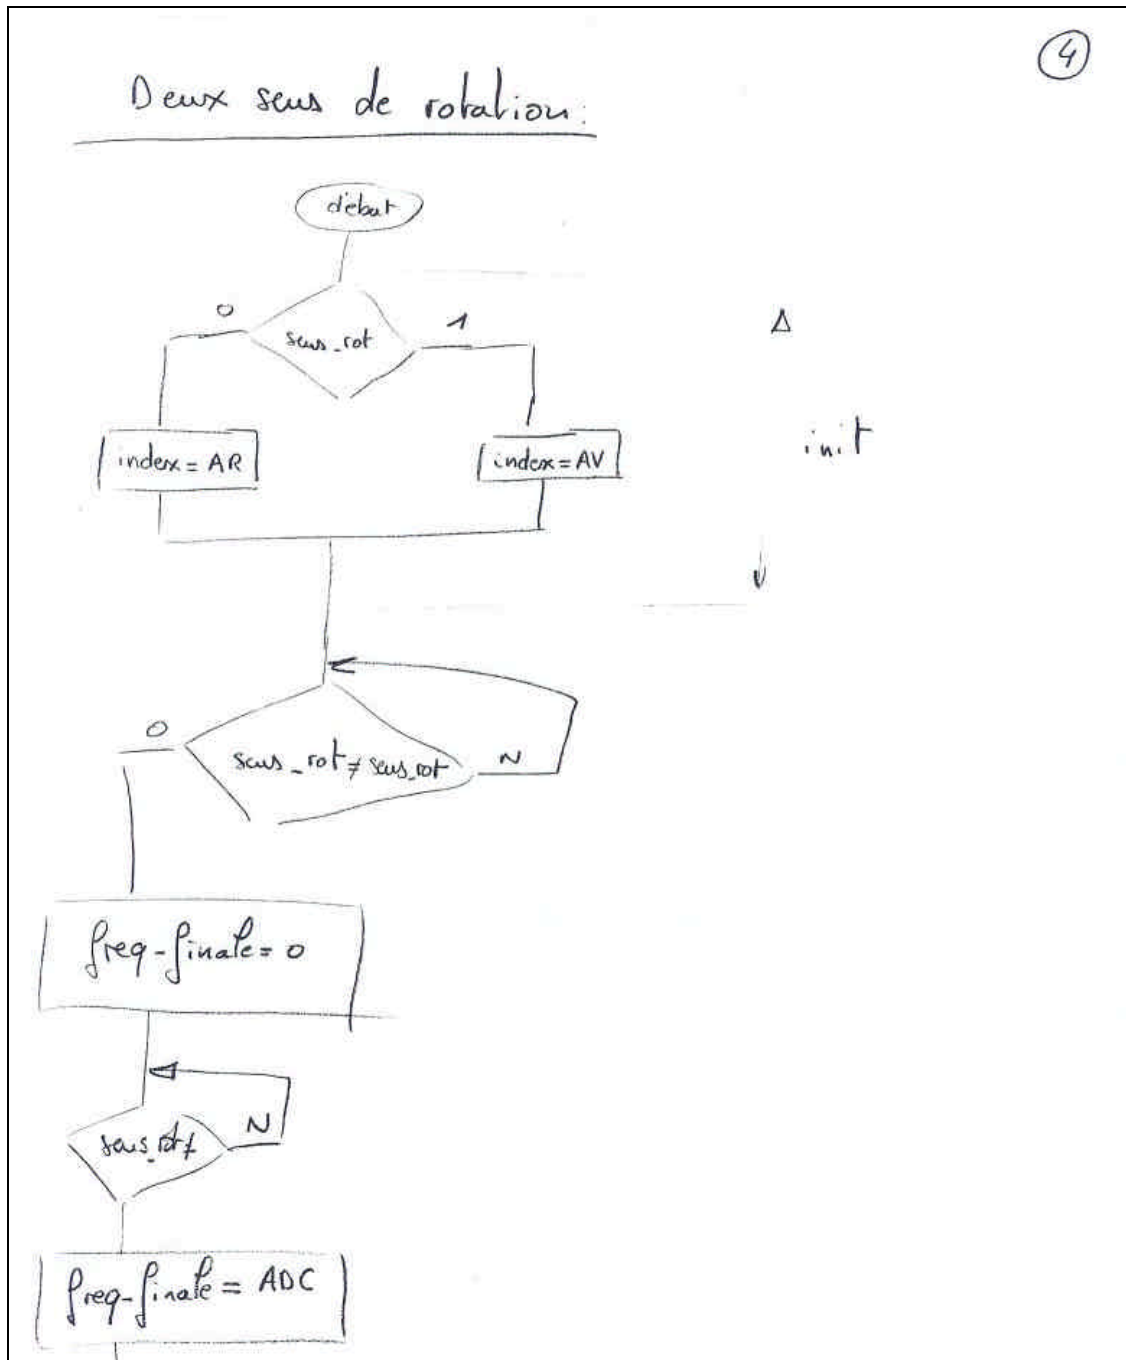 4
Deux sens de rotation:
début
0
1
sens_rot
Δ
index = AR
index = AV
init
0
sens_rot ≠ sens_rot
N
freq-finale = 0
sens_rot ≠
N
freq-finale = ADC